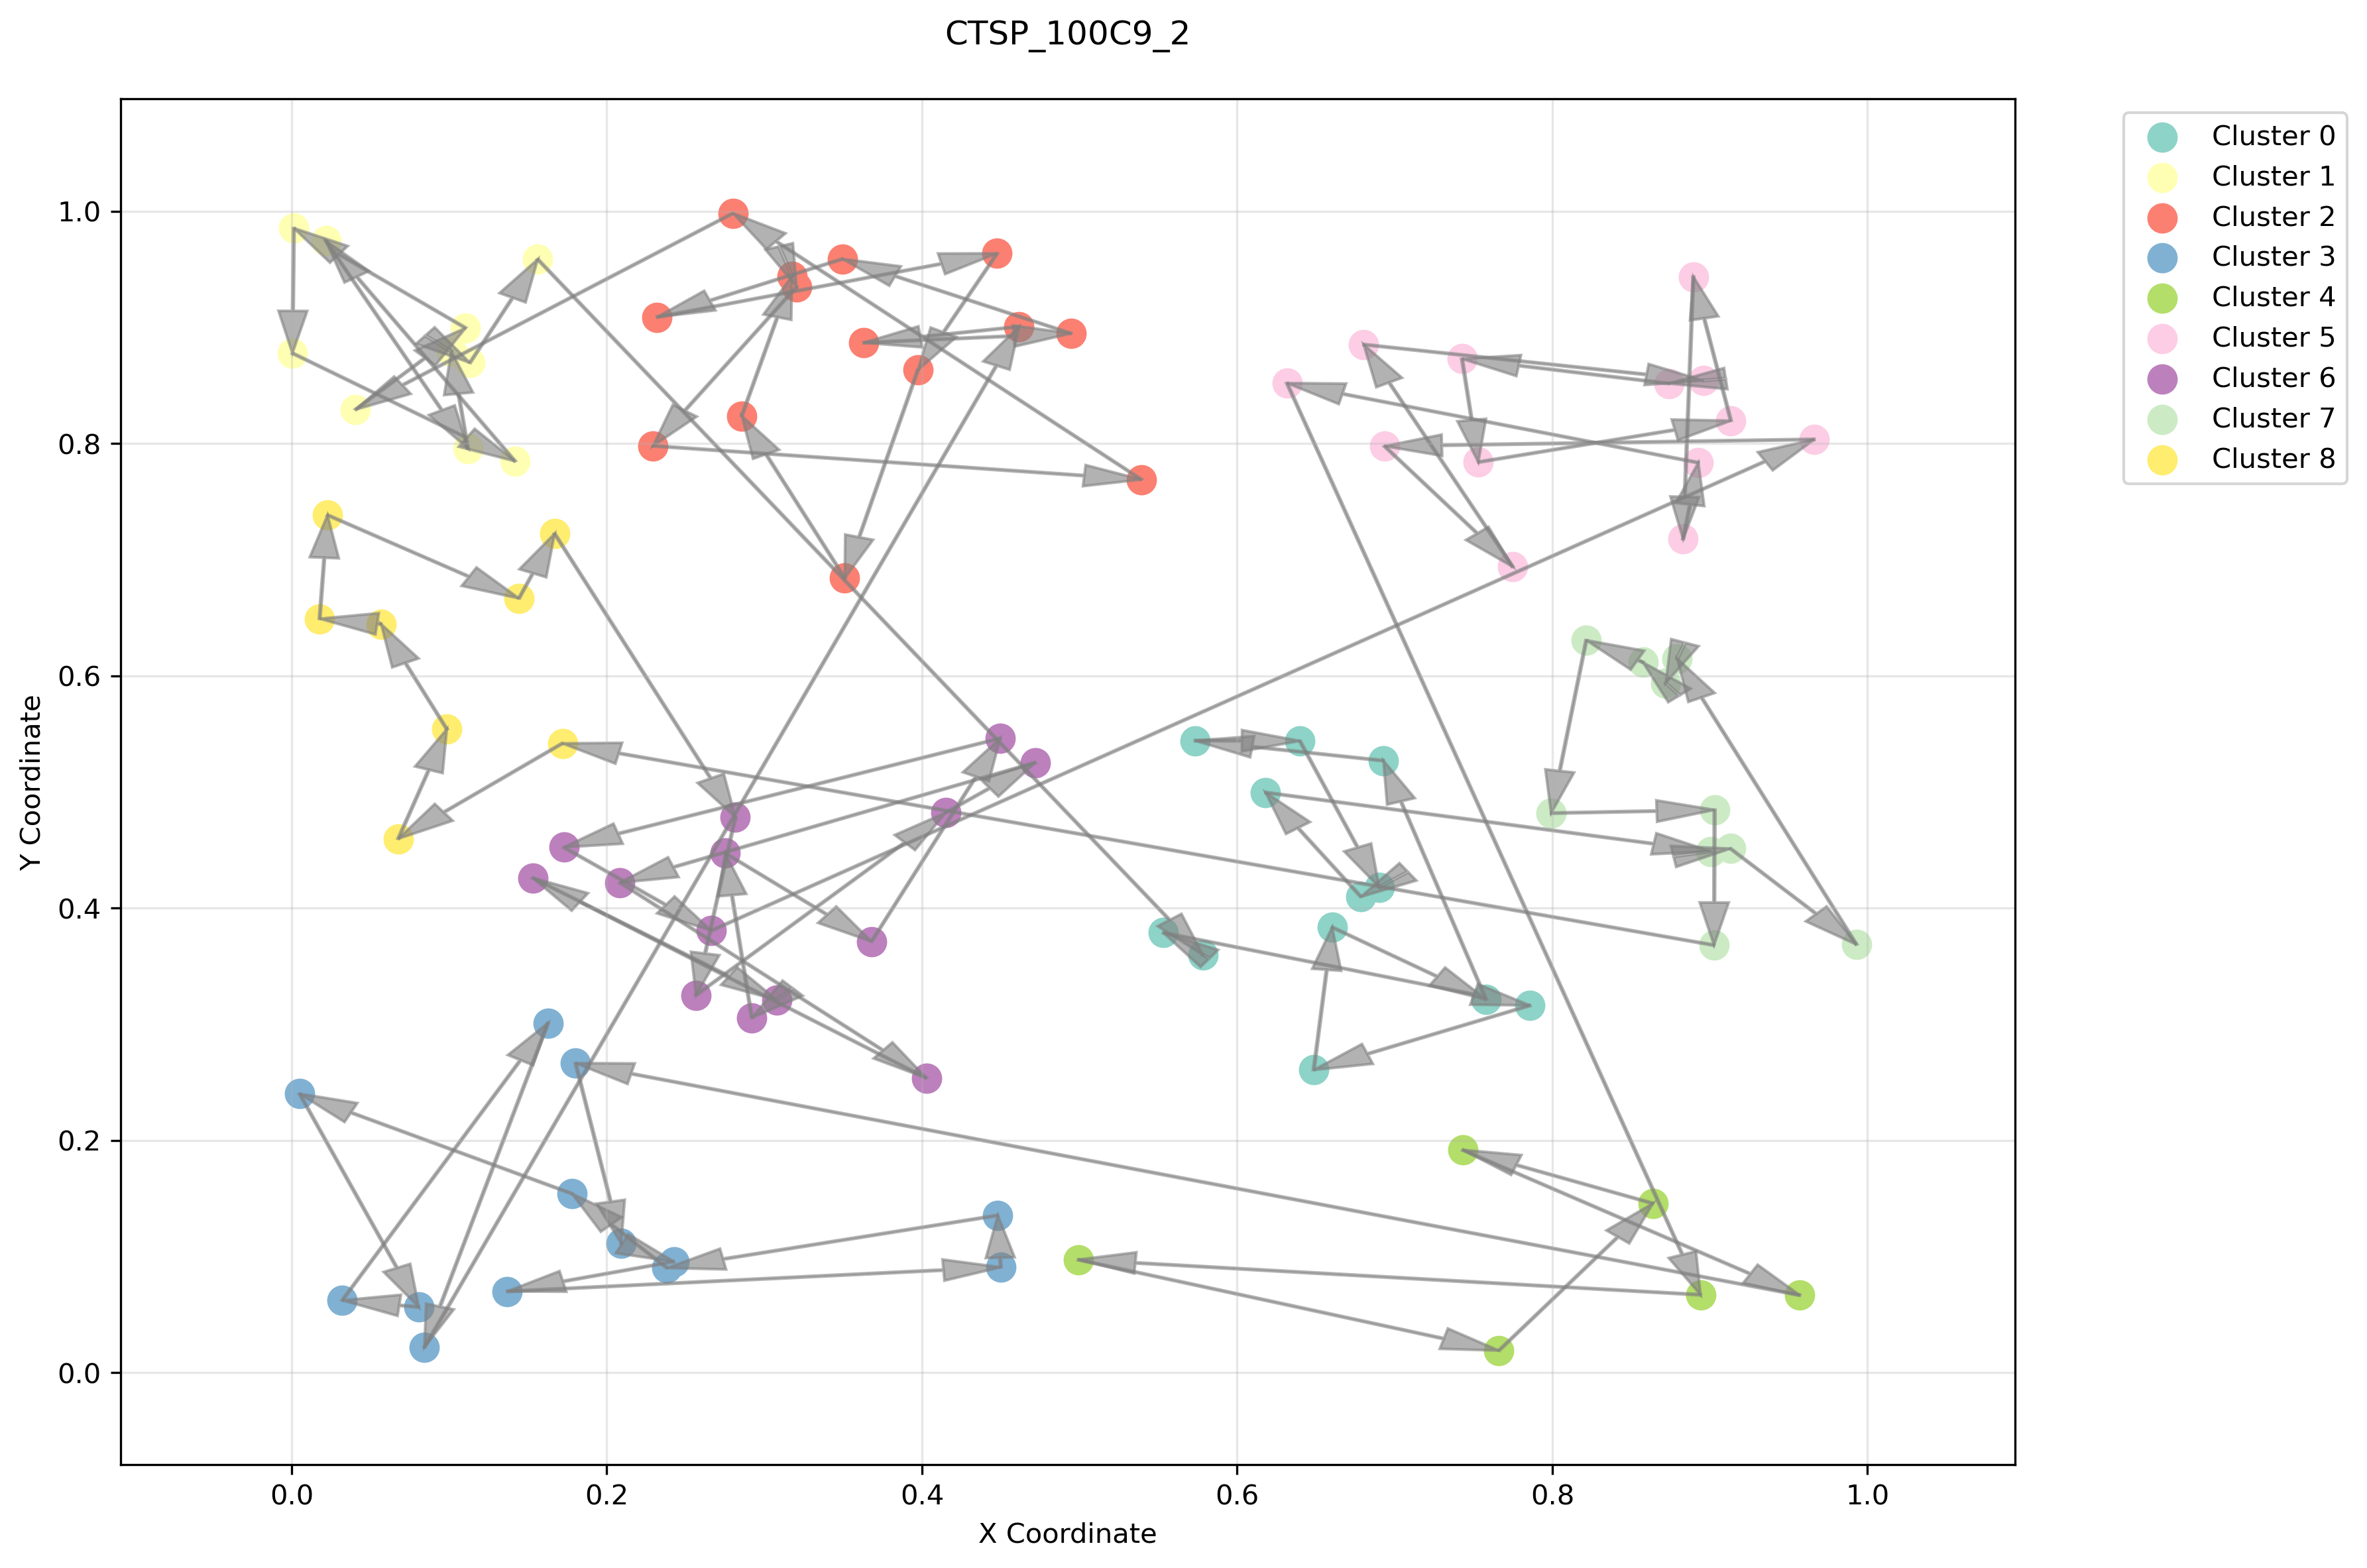 CTSP_100C9_2
Y Coordinate
1.0
0.8
0.6
0.4
0.2
0.0
0.0
0.2
0.4
0.6
0.8
1.0
X Coordinate
Cluster 0
Cluster 1
Cluster 2
Cluster 3
Cluster 4
Cluster 5
Cluster 6
Cluster 7
Cluster 8